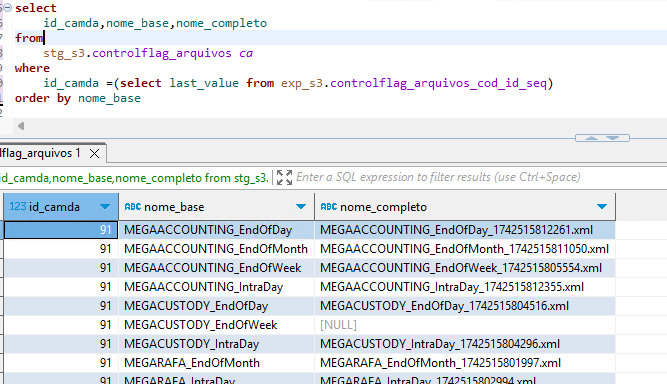 select
id_camda,nome_base,nome_completo
from
stg_s3.controlflag_arquivos ca
where
id_camda =(select last_value from exp_s3.controlflag_arquivos_cod_id_seq)
order by nome_base
lflag_arquivos 1
id_camda,nome_base,nome_completo from stg_s3. Enter a SQL expression to filter results (use Ctrl+Space)
123 id_camda ABC nome_base ABC nome_completo
91 MEGAACCOUNTING_EndOfDay MEGAACCOUNTING_EndOfDay_1742515812261.xml
91 MEGAACCOUNTING_EndOfMonth MEGAACCOUNTING_EndOfMonth_1742515811050.xml
91 MEGAACCOUNTING_EndOfWeek MEGAACCOUNTING_EndOfWeek_1742515805554.xml
91 MEGAACCOUNTING_IntraDay MEGAACCOUNTING_IntraDay_1742515812355.xml
91 MEGACUSTODY_EndOfDay MEGACUSTODY_EndOfDay_1742515804516.xml
91 MEGACUSTODY_EndOfWeek [NULL]
91 MEGACUSTODY_IntraDay MEGACUSTODY_IntraDay_1742515804296.xml
91 MEGARAFA_EndOfMonth MEGARAFA_EndOfMonth_1742515801997.xml
91 MEGARAFA_IntraDay MEGARAFA_IntraDay_1742515802994.xml